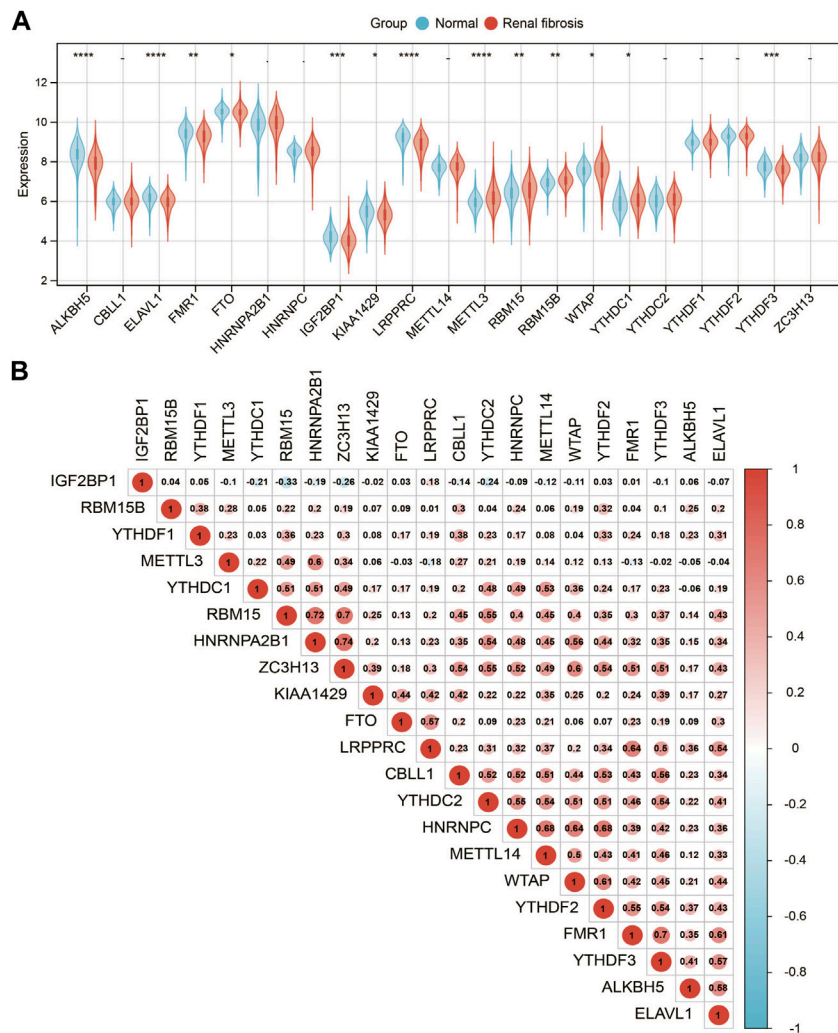 A
Group Normal Renal fibrosis
**** - **** ** * . . *** * **** - **** ** ** * * - - - *** -
Expression
12
10
8
6
4
2
ALKBH5 CBLL1 ELAVL1 FMR1 FTO HNRNPA2B1 HNRNPC IGF2BP1 KIAA1429 LRPPRC METTL14 METTL3 RBM15 RBM15B WTAP YTHDC1 YTHDC2 YTHDF1 YTHDF2 YTHDF3 ZC3H13
B
IGF2BP1 RBM15B YTHDF1 METTL3 YTHDC1 RBM15 HNRNPA2B1 ZC3H13 KIAA1429 FTO LRPPRC CBLL1 YTHDC2 HNRNPC METTL14 WTAP YTHDF2 FMR1 YTHDF3 ALKBH5 ELAVL1
IGF2BP1 1 0.04 0.05 -0.1 -0.21 -0.33 -0.19 -0.26 -0.02 0.03 0.18 -0.14 -0.24 -0.09 -0.12 -0.11 0.03 0.01 -0.1 0.06 -0.07
RBM15B 1 0.38 0.28 0.05 0.22 0.2 0.19 0.07 0.09 0.01 0.3 0.04 0.24 0.06 0.19 0.32 0.04 0.1 0.25 0.2
YTHDF1 1 0.23 0.03 0.36 0.23 0.3 0.08 0.17 0.19 0.38 0.23 0.17 0.08 0.04 0.33 0.24 0.18 0.23 0.31
METTL3 1 0.22 0.49 0.6 0.34 0.06 -0.03 -0.18 0.27 0.21 0.19 0.14 0.12 0.13 -0.13 -0.02 -0.05 -0.04
YTHDC1 1 0.51 0.51 0.49 0.17 0.17 0.19 0.2 0.48 0.49 0.53 0.36 0.24 0.17 0.23 -0.06 0.19
RBM15 1 0.72 0.7 0.25 0.13 0.2 0.45 0.55 0.4 0.45 0.4 0.35 0.3 0.37 0.14 0.43
HNRNPA2B1 1 0.74 0.2 0.13 0.23 0.35 0.54 0.48 0.49 0.56 0.44 0.32 0.35 0.15 0.34
ZC3H13 1 0.39 0.18 0.3 0.54 0.55 0.52 0.49 0.6 0.54 0.51 0.51 0.17 0.43
KIAA1429 1 0.44 0.42 0.42 0.22 0.22 0.35 0.25 0.2 0.24 0.39 0.17 0.27
FTO 1 0.57 0.2 0.09 0.23 0.21 0.06 0.07 0.23 0.19 0.09 0.3
LRPPRC 1 0.23 0.31 0.32 0.37 0.2 0.34 0.64 0.5 0.36 0.54
CBLL1 1 0.52 0.52 0.51 0.44 0.53 0.43 0.56 0.23 0.34
YTHDC2 1 0.55 0.54 0.51 0.51 0.46 0.54 0.22 0.41
HNRNPC 1 0.68 0.64 0.68 0.39 0.42 0.23 0.36
METTL14 1 0.5 0.43 0.41 0.46 0.12 0.33
WTAP 1 0.61 0.42 0.45 0.21 0.44
YTHDF2 1 0.55 0.54 0.37 0.43
FMR1 1 0.7 0.35 0.61
YTHDF3 1 0.41 0.57
ALKBH5 1 0.58
ELAVL1 1
1
0.8
0.6
0.4
0.2
0
-0.2
-0.4
-0.6
-0.8
-1